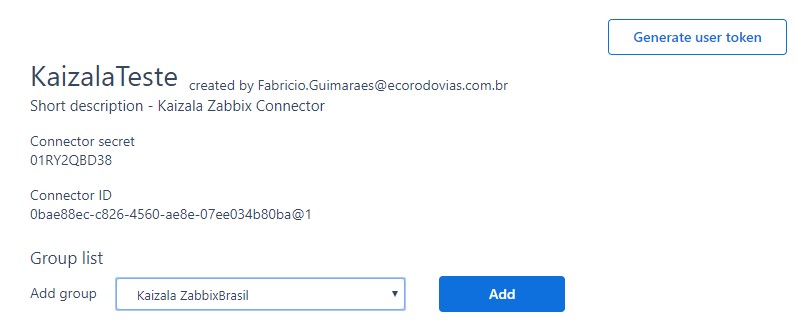 Generate user token
KaizalaTeste created by Fabricio.Guimaraes@ecorodovias.com.br
Short description - Kaizala Zabbix Connector
Connector secret
01RY2QBD38
Connector ID
0bae88ec-c826-4560-ae8e-07ee034b80ba@1
Group list
Add group Kaizala ZabbixBrasil Add